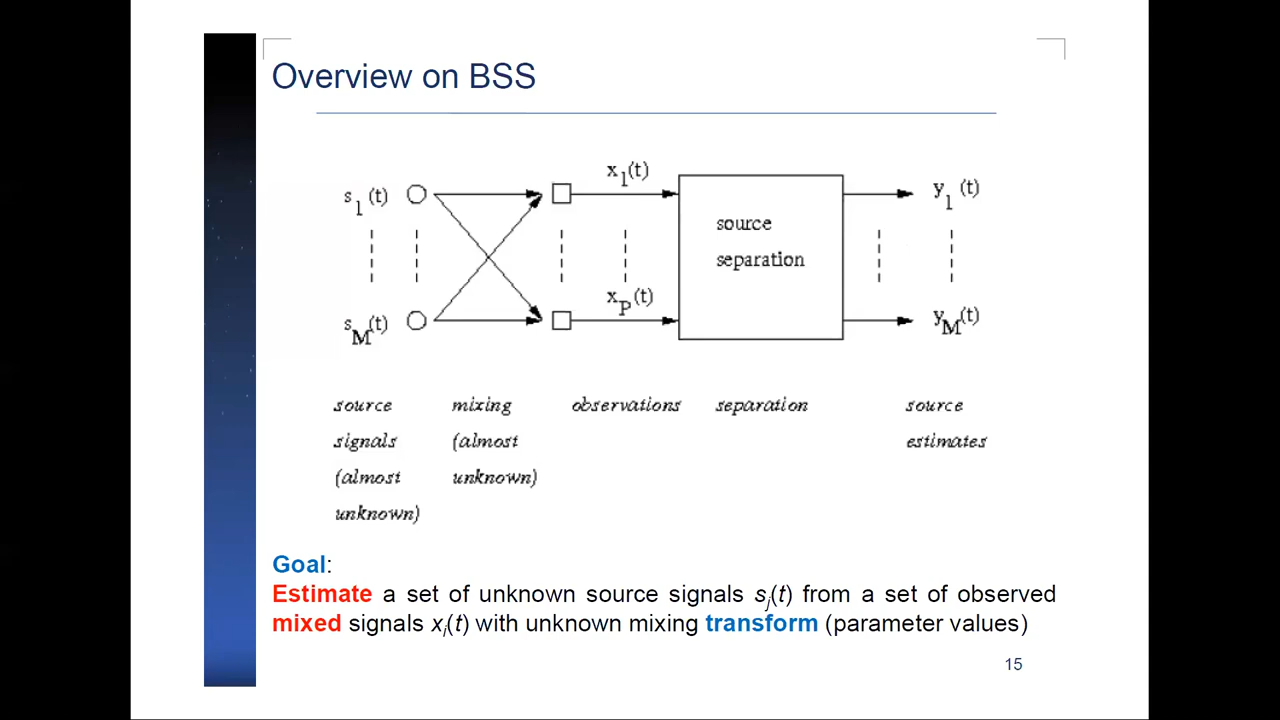 Overview on BSS
x1(t)
s1(t)
y1(t)
source
separation
xP(t)
sM(t)
yM(t)
source signals (almost unknown)
mixing (almost unknown)
observations
separation
source estimates
Goal:
Estimate a set of unknown source signals sj(t) from a set of observed
mixed signals xi(t) with unknown mixing transform (parameter values)
15